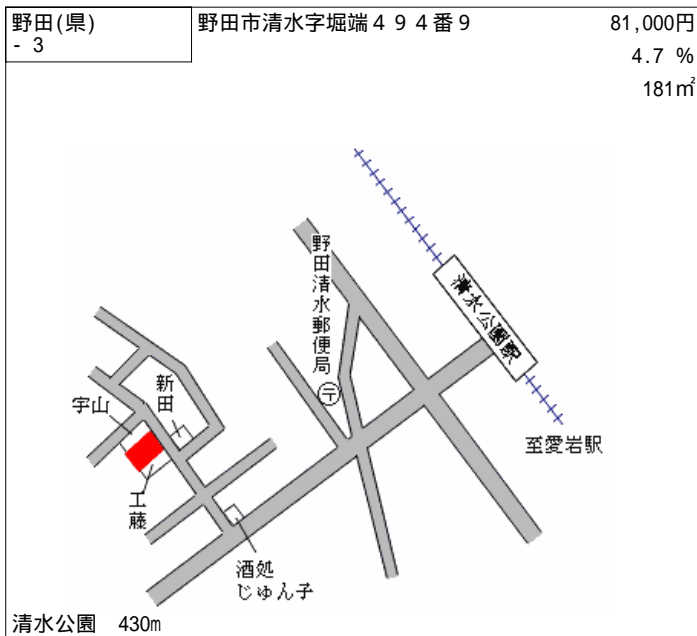 野田(県)
- 3
野田市清水字堀端４９４番９
81,000円
4.7 %
181㎡
野田清水郵便局
〒
清水公園駅
至愛岩駅
新田
宇山
工藤
酒処
じゅん子
清水公園 430m